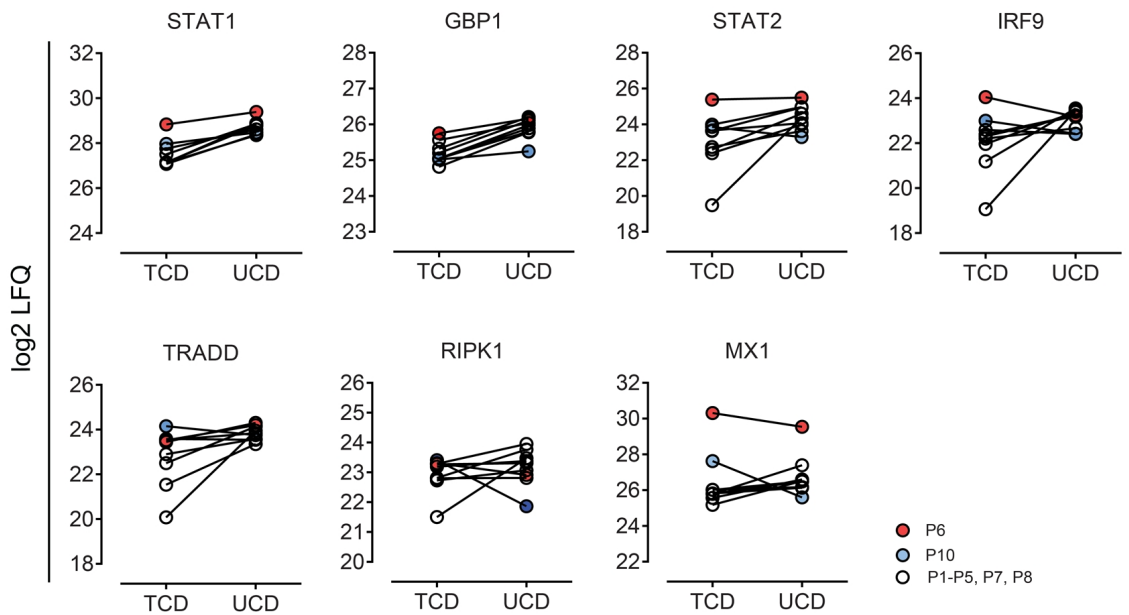 STAT1
GBP1
STAT2
IRF9
32
30
28
26
24
28
27
26
25
24
23
26
24
22
20
18
26
24
22
20
18
TCD UCD
TCD UCD
TCD UCD
TCD UCD
log2 LFQ
TRADD
RIPK1
MX1
26
24
22
20
18
26
25
24
23
22
21
20
32
30
28
26
24
22
TCD UCD
TCD UCD
TCD UCD
P6
P10
P1-P5, P7, P8